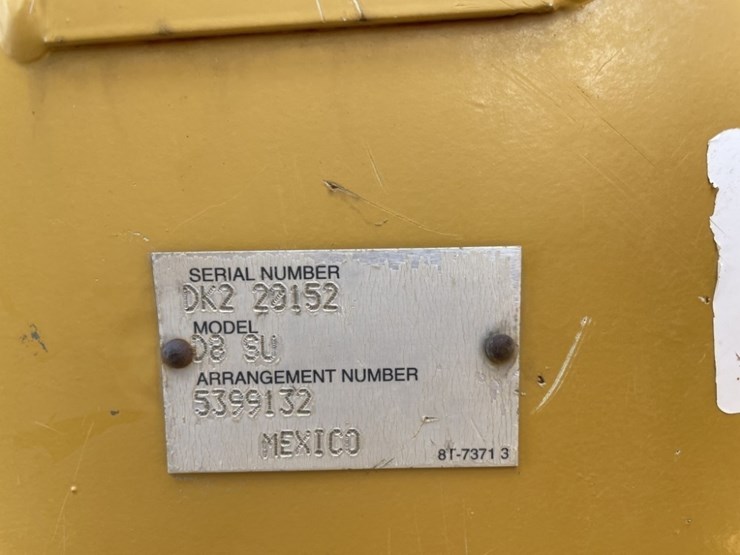 SERIAL NUMBER
DK2 20152
MODEL
D8 SU
ARRANGEMENT NUMBER
5399132
MEXICO
8T-7371 3